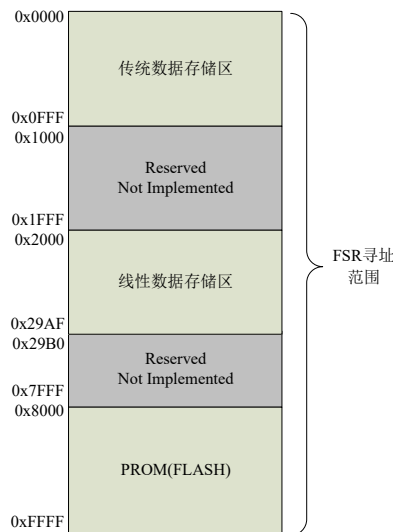 0x0000
传统数据存储区
0x0FFF
0x1000
Reserved
Not Implemented
0x1FFF
0x2000
线性数据存储区
FSR寻址
范围
0x29AF
0x29B0
Reserved
Not Implemented
0x7FFF
0x8000
PROM(FLASH)
0xFFFF